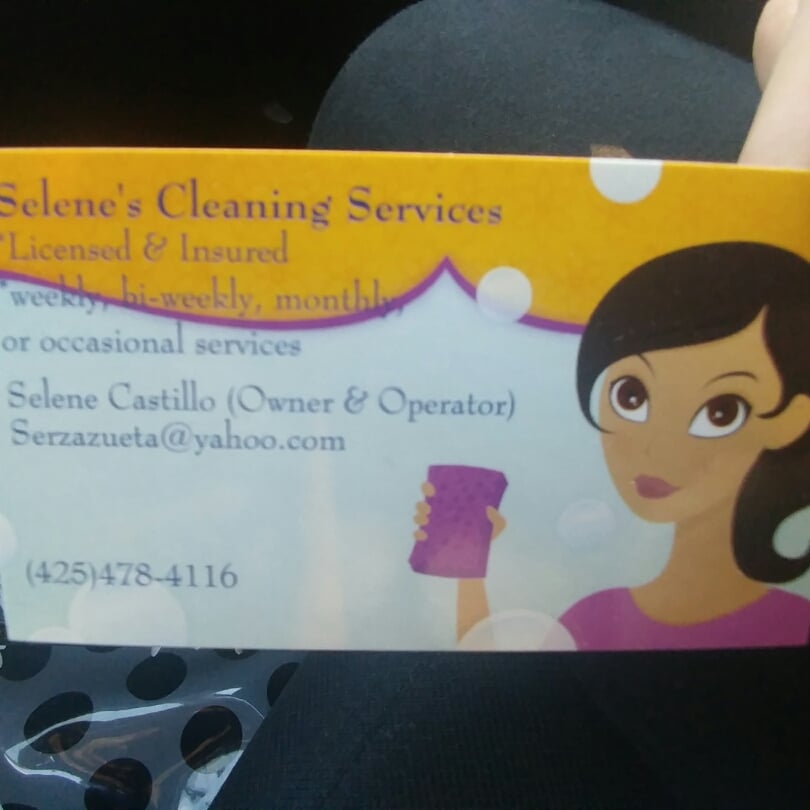 Selene's Cleaning Services
*Licensed & Insured
*weekly, bi-weekly, monthly,
or occasional services
Selene Castillo (Owner & Operator)
Serzazueta@yahoo.com
(425)478-4116